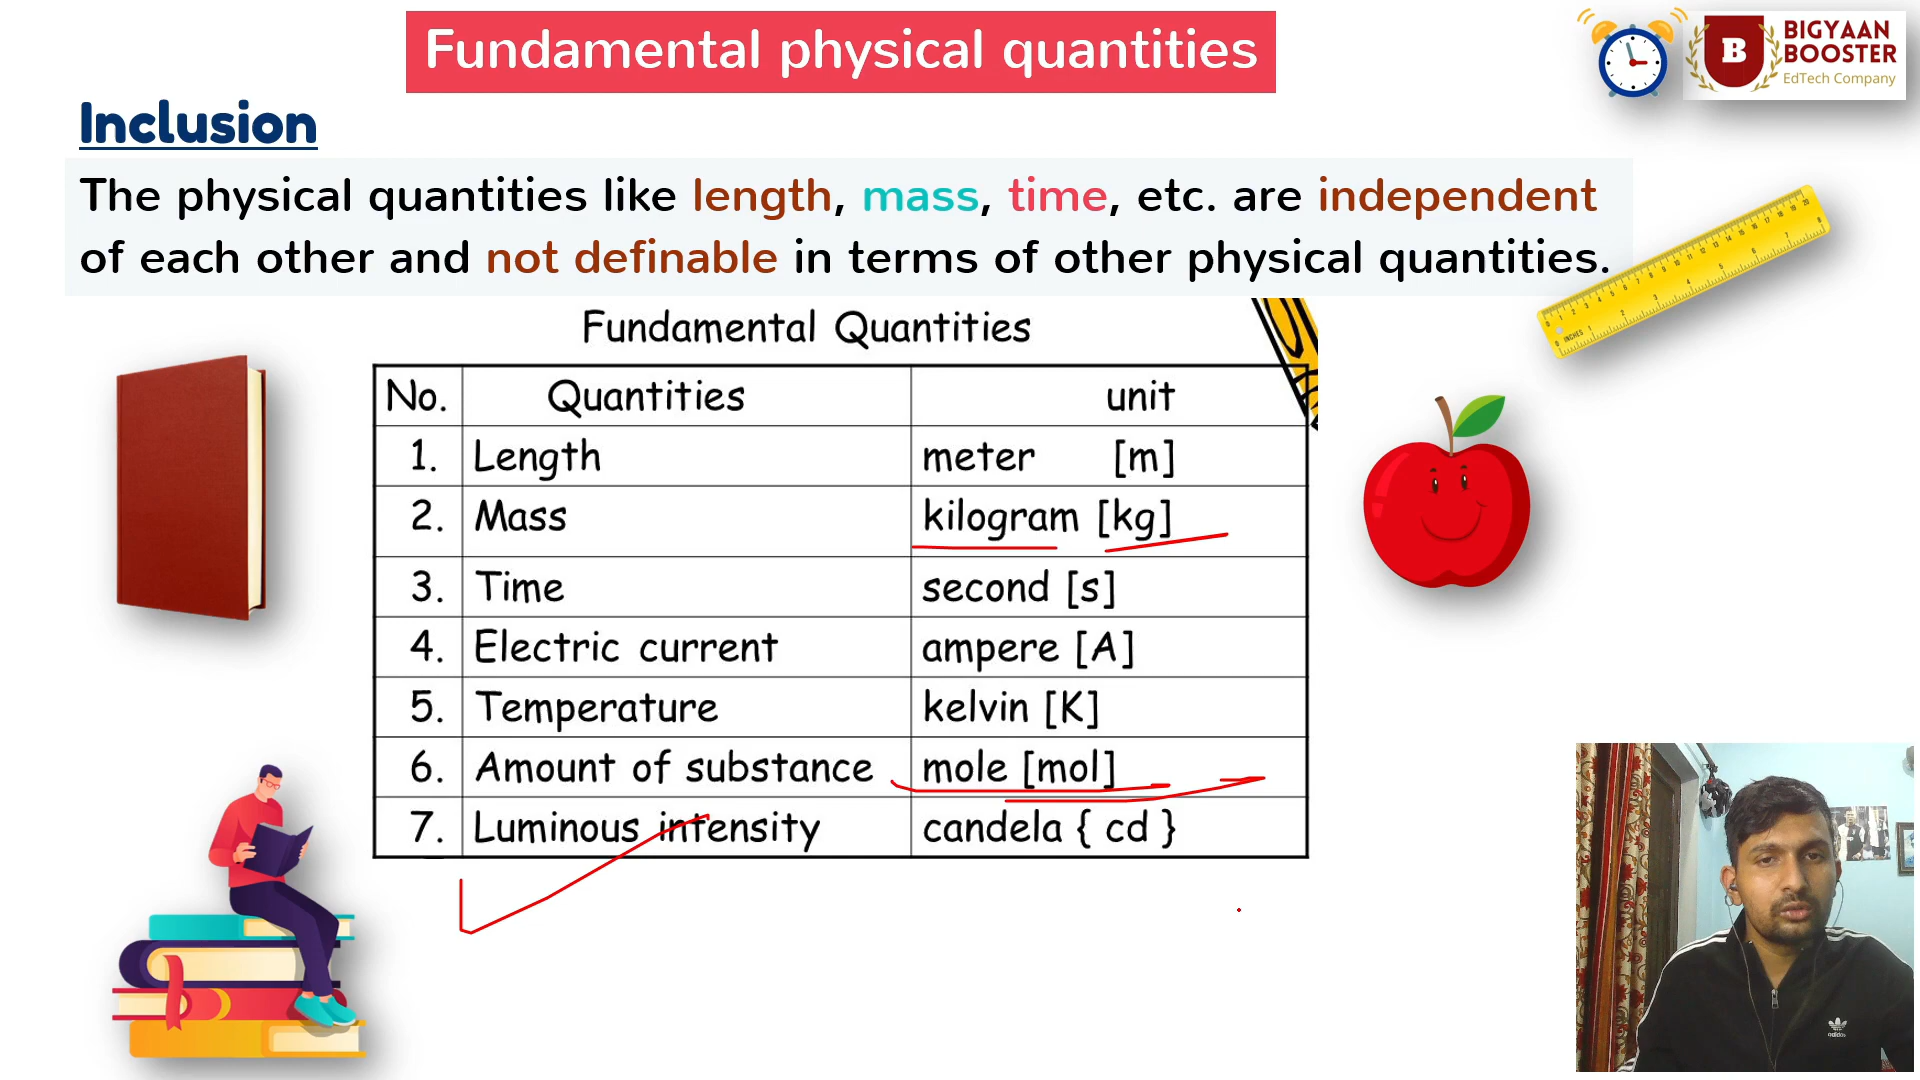 Fundamental physical quantities
BIGYAAN
BOOSTER
EdTech Company
B
Inclusion
The physical quantities like length, mass, time, etc. are independent
of each other and not definable in terms of other physical quantities.
Fundamental Quantities
No. Quantities unit
1. Length meter [m]
2. Mass kilogram [kg]
3. Time second [s]
4. Electric current ampere [A]
5. Temperature kelvin [K]
6. Amount of substance mole [mol]
7. Luminous intensity candela { cd }
INCHES
adidas